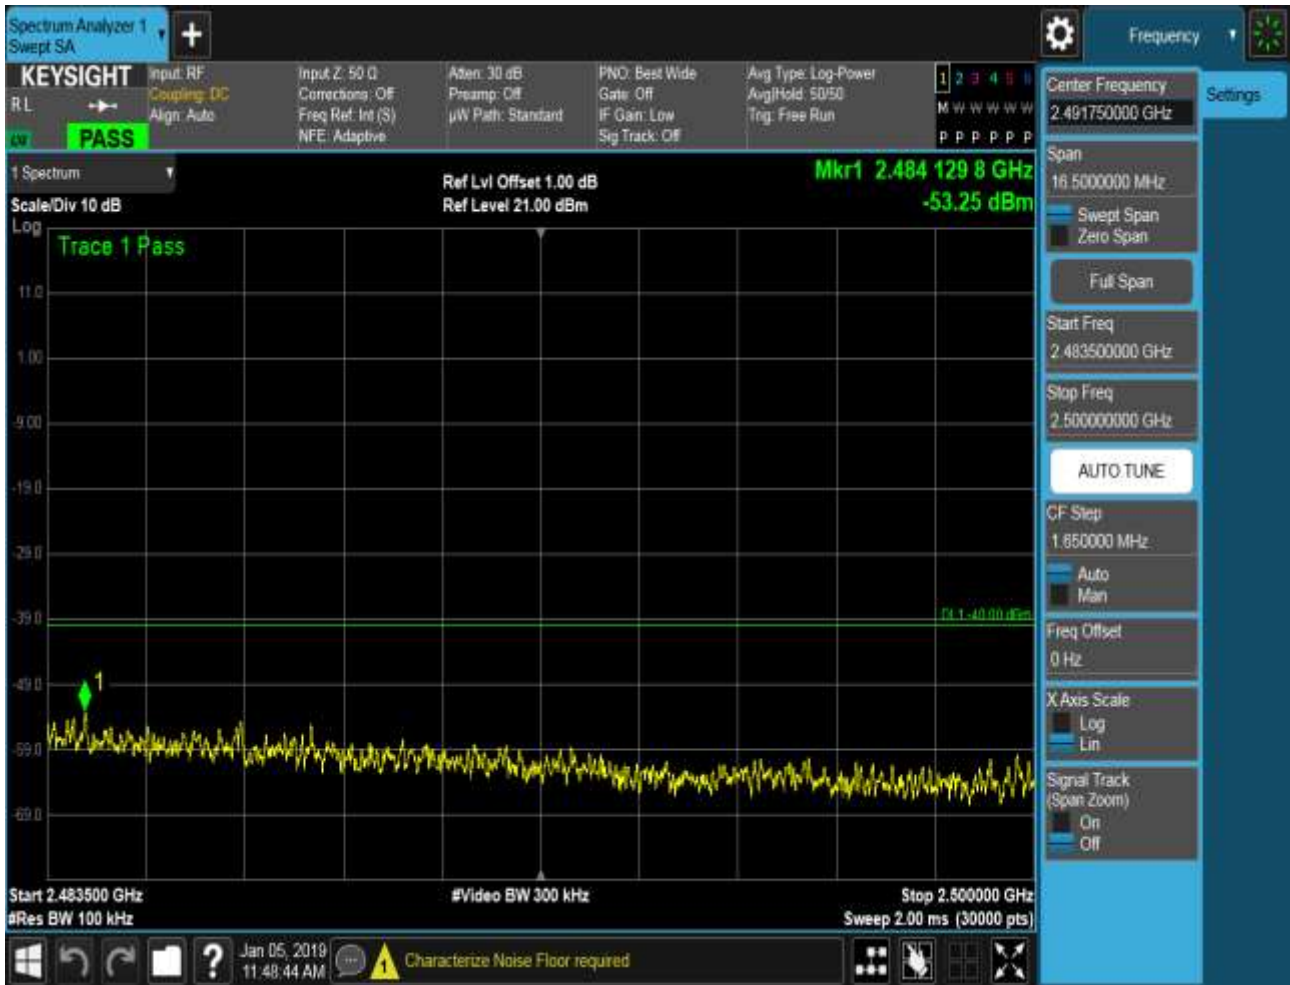 Spectrum Analyzer 1
Swept SA
Frequency
KEYSIGHT
R L
PASS
Input: RF
Coupling: DC
Align: Auto
Input Z: 50 Ω
Corrections: Off
Freq Ref: Int (S)
NFE: Adaptive
Atten: 30 dB
Preamp: Off
µW Path: Standard
PNO: Best Wide
Gate: Off
IF Gain: Low
Sig Track: Off
Avg Type: Log-Power
Avg|Hold: 50/50
Trig: Free Run
1 2 3 4 5 6
M W W W W W
P P P P P P
1 Spectrum
Scale/Div 10 dB
Log
Ref Lvl Offset 1.00 dB
Ref Level 21.00 dBm
Mkr1 2.484 129 8 GHz
-53.25 dBm
Trace 1 Pass
11.0
1.00
-9.00
-19.0
-29.0
-39.0
-49.0
-59.0
-69.0
DL1 -40.00 dBm
1
Start 2.483500 GHz
#Res BW 100 kHz
#Video BW 300 kHz
Stop 2.500000 GHz
Sweep 2.00 ms (30000 pts)
Center Frequency
2.491750000 GHz
Settings
Span
16.5000000 MHz
Swept Span
Zero Span
Full Span
Start Freq
2.483500000 GHz
Stop Freq
2.500000000 GHz
AUTO TUNE
CF Step
1.650000 MHz
Auto
Man
Freq Offset
0 Hz
X Axis Scale
Log
Lin
Signal Track
(Span Zoom)
On
Off
?
Jan 05, 2019
11:48:44 AM
1
Characterize Noise Floor required